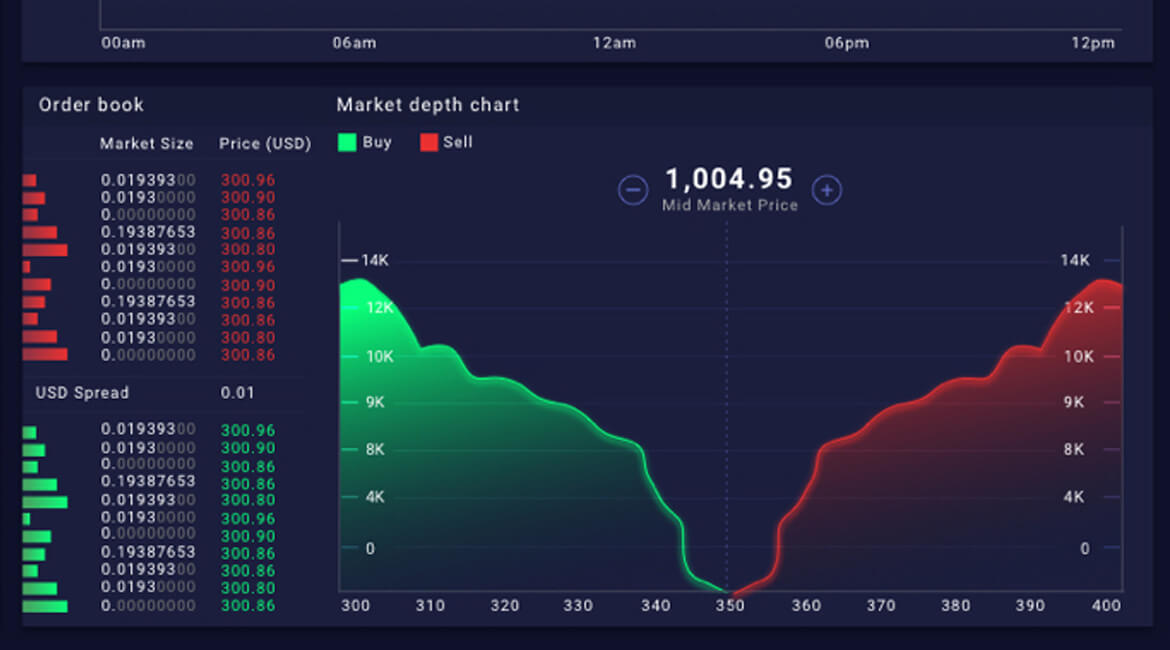 00am 06am 12am 06pm 12pm
Order book
Market Size Price (USD)
0.01939300 300.96
0.01930000 300.90
0.00000000 300.86
0.19387653 300.86
0.01939300 300.80
0.01930000 300.96
0.00000000 300.90
0.19387653 300.86
0.01939300 300.86
0.01930000 300.80
0.00000000 300.86
USD Spread 0.01
0.01939300 300.96
0.01930000 300.90
0.00000000 300.86
0.19387653 300.86
0.01939300 300.80
0.01930000 300.96
0.00000000 300.90
0.19387653 300.86
0.01939300 300.86
0.01930000 300.80
0.00000000 300.86
Market depth chart
Buy Sell
1,004.95
Mid Market Price
14K 14K
12K 12K
10K 10K
9K 9K
8K 8K
4K 4K
0 0
300 310 320 330 340 350 360 370 380 390 400